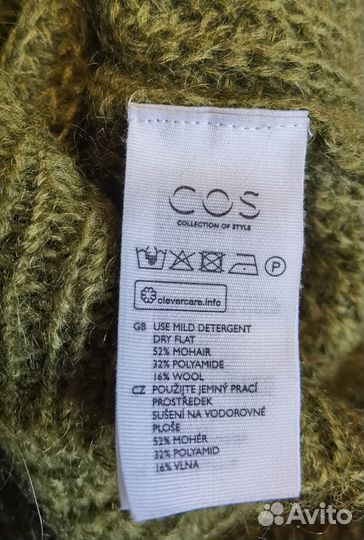 COS
COLLECTION OF STYLE
P
clevercare.info
GB USE MILD DETERGENT
DRY FLAT
52% MOHAIR
32% POLYAMIDE
16% WOOL
CZ POUŽIJTE JEMNÝ PRACÍ
PROSTŘEDEK
SUŠENÍ NA VODOROVNÉ
PLOŠE
52% MOHÉR
32% POLYAMID
16% VLNA
Avito